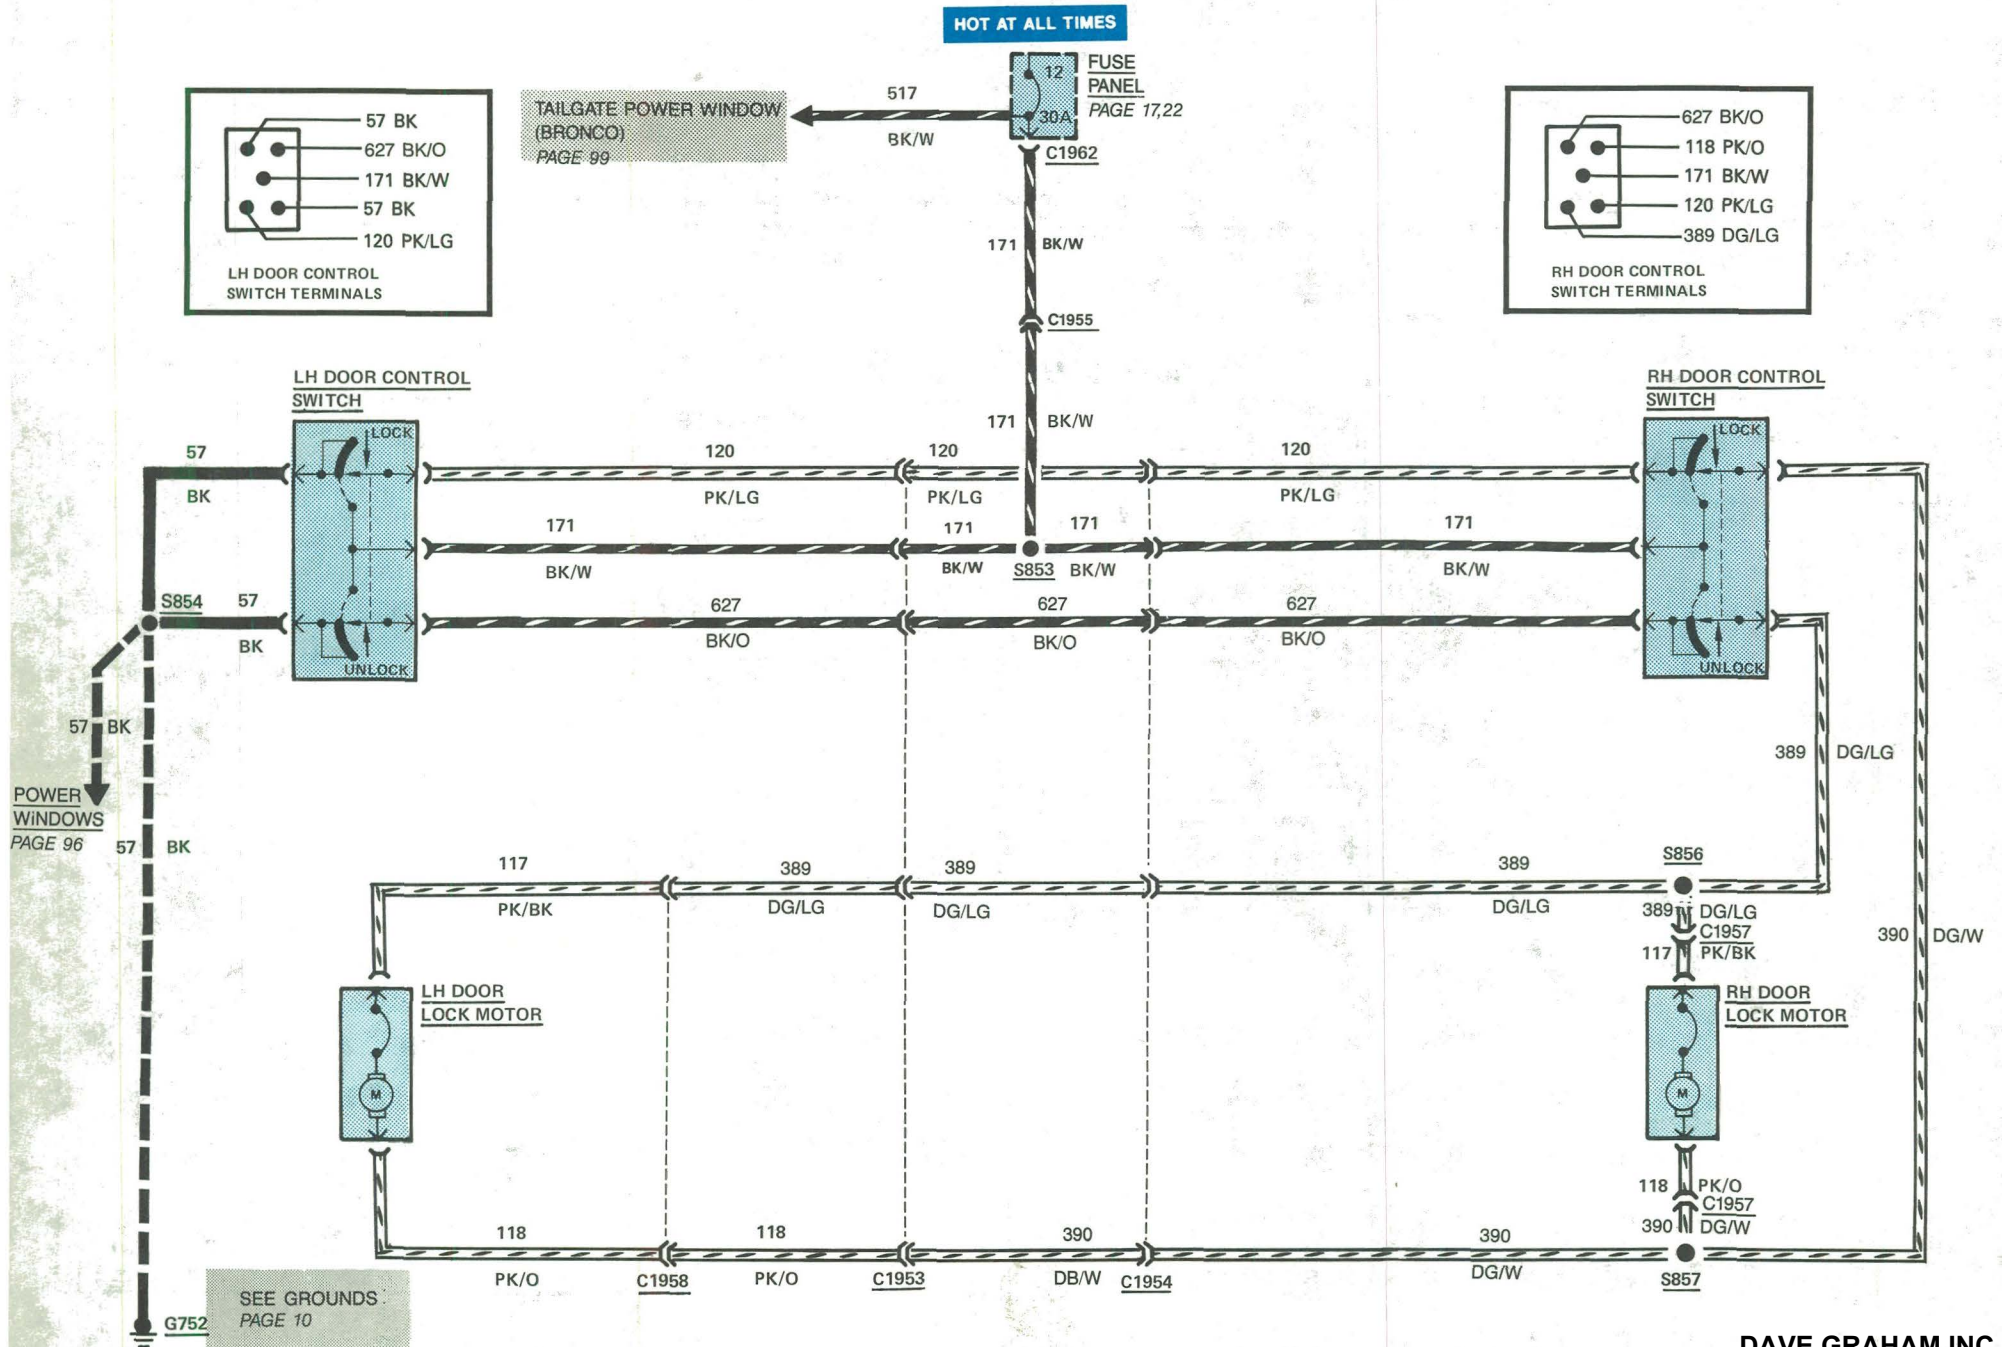 HOT AT ALL TIMES
12
30A
FUSE
PANEL
PAGE 17,22
TAILGATE POWER WINDOW
(BRONCO)
PAGE 99
517
BK/W
C1962
57 BK
627 BK/O
171 BK/W
57 BK
120 PK/LG
LH DOOR CONTROL
SWITCH TERMINALS
627 BK/O
118 PK/O
171 BK/W
120 PK/LG
389 DG/LG
RH DOOR CONTROL
SWITCH TERMINALS
171 BK/W
C1955
171 BK/W
LH DOOR CONTROL
SWITCH
LOCK
UNLOCK
RH DOOR CONTROL
SWITCH
LOCK
UNLOCK
57
BK
120
PK/LG
120
PK/LG
120
PK/LG
171
BK/W
171
BK/W
S853
171
BK/W
171
BK/W
S854
57
BK
627
BK/O
627
BK/O
627
BK/O
57 BK
POWER
WINDOWS
PAGE 96
57 BK
389 DG/LG
390 DG/W
117
PK/BK
389
DG/LG
389
DG/LG
389
DG/LG
S856
389 DG/LG
C1957
117 PK/BK
LH DOOR
LOCK MOTOR
M
RH DOOR
LOCK MOTOR
M
118 PK/O
C1957
390 DG/W
118
PK/O
C1958
118
PK/O
C1953
390
DB/W
C1954
390
DG/W
S857
SEE GROUNDS
PAGE 10
G752
DAVE GRAHAM INC